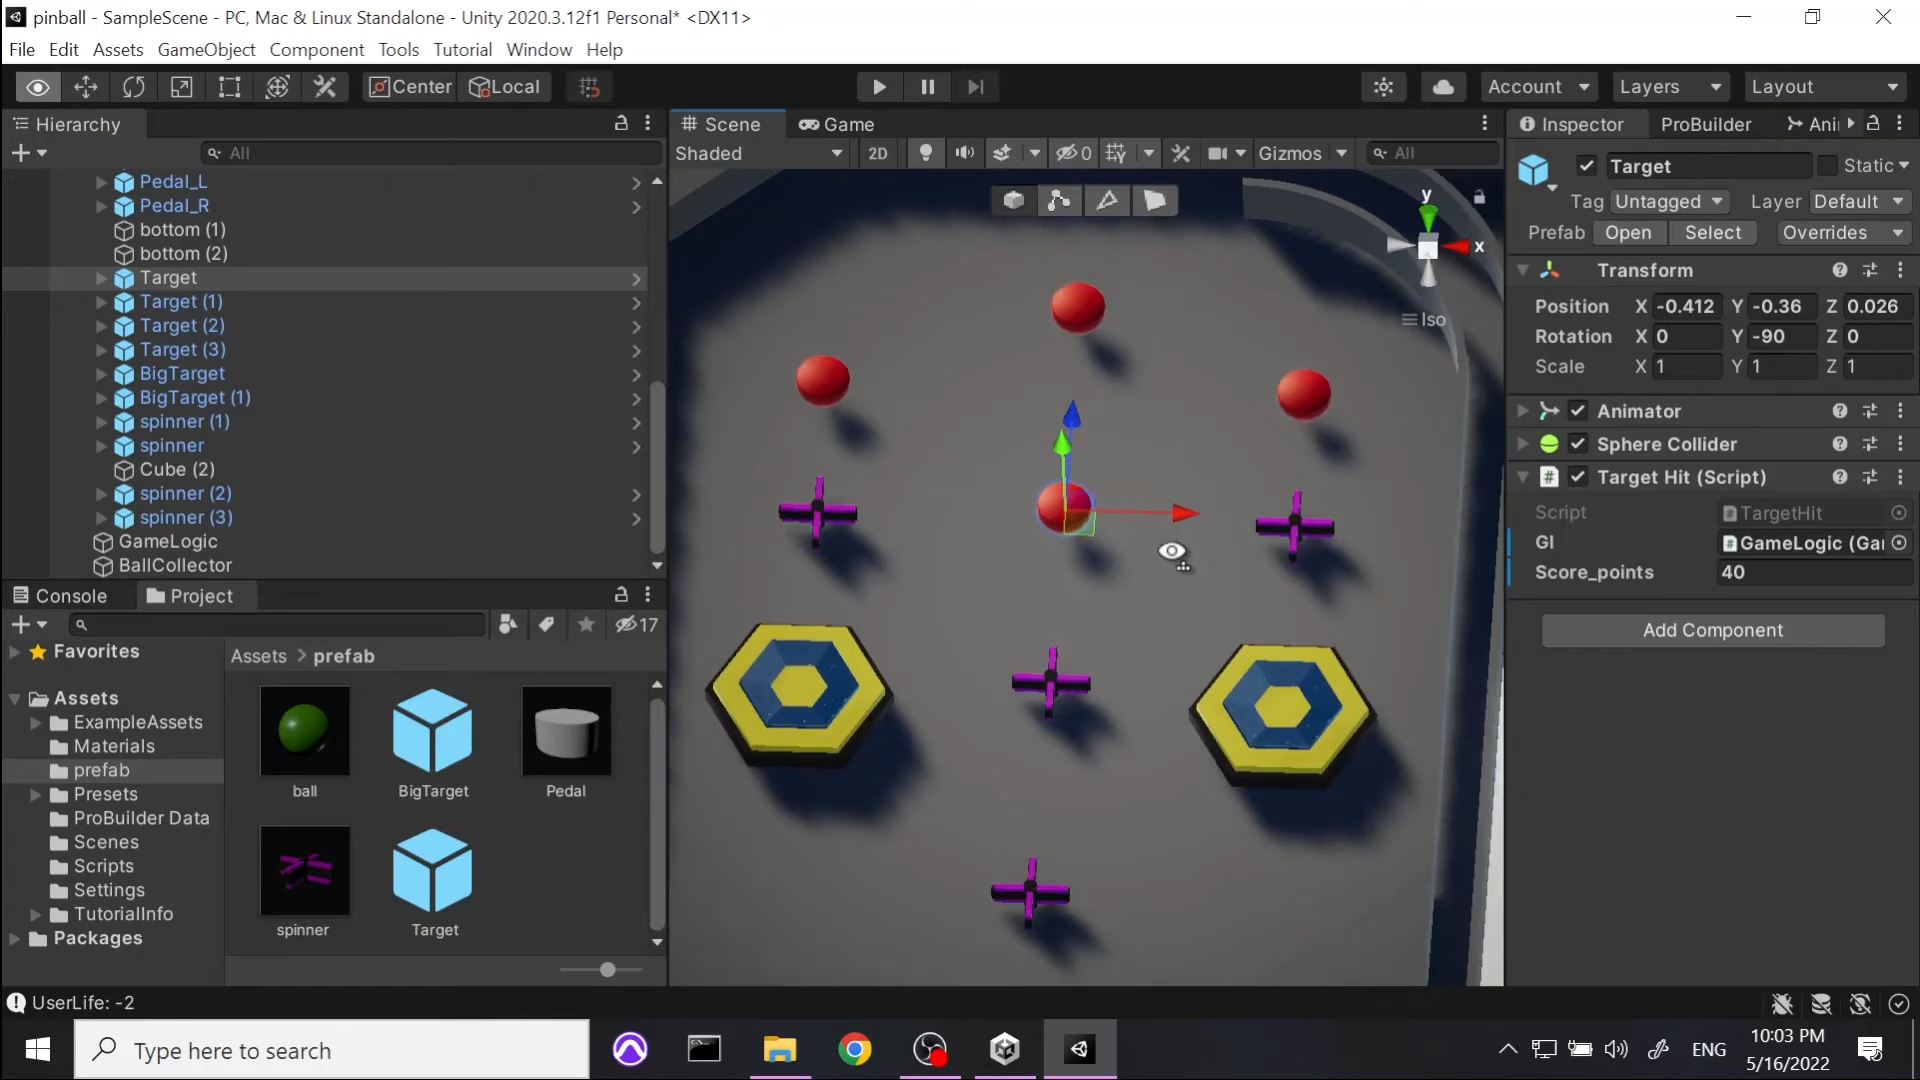 pinball - SampleScene - PC, Mac & Linux Standalone - Unity 2020.3.12f1 Personal* <DX11>
File Edit Assets GameObject Component Tools Tutorial Window Help
Center Local Account Layers Layout
Hierarchy
All
Pedal_L
Pedal_R
bottom (1)
bottom (2)
Target
Target (1)
Target (2)
Target (3)
BigTarget
BigTarget (1)
spinner (1)
spinner
Cube (2)
spinner (2)
spinner (3)
GameLogic
BallCollector
Console Project
17
Favorites
Assets
ExampleAssets
Materials
prefab
Presets
ProBuilder Data
Scenes
Scripts
Settings
TutorialInfo
Packages
Assets > prefab
ball BigTarget Pedal
spinner Target
Scene Game
Shaded 2D 0 Gizmos All
y
x
Iso
Inspector ProBuilder Ani
Target Static
Tag Untagged Layer Default
Prefab Open Select Overrides
Transform
Position X -0.412 Y -0.36 Z 0.026
Rotation X 0 Y -90 Z 0
Scale X 1 Y 1 Z 1
Animator
Sphere Collider
Target Hit (Script)
Script TargetHit
Gl GameLogic (Gar
Score_points 40
Add Component
UserLife: -2
Type here to search
ENG
10:03 PM
5/16/2022